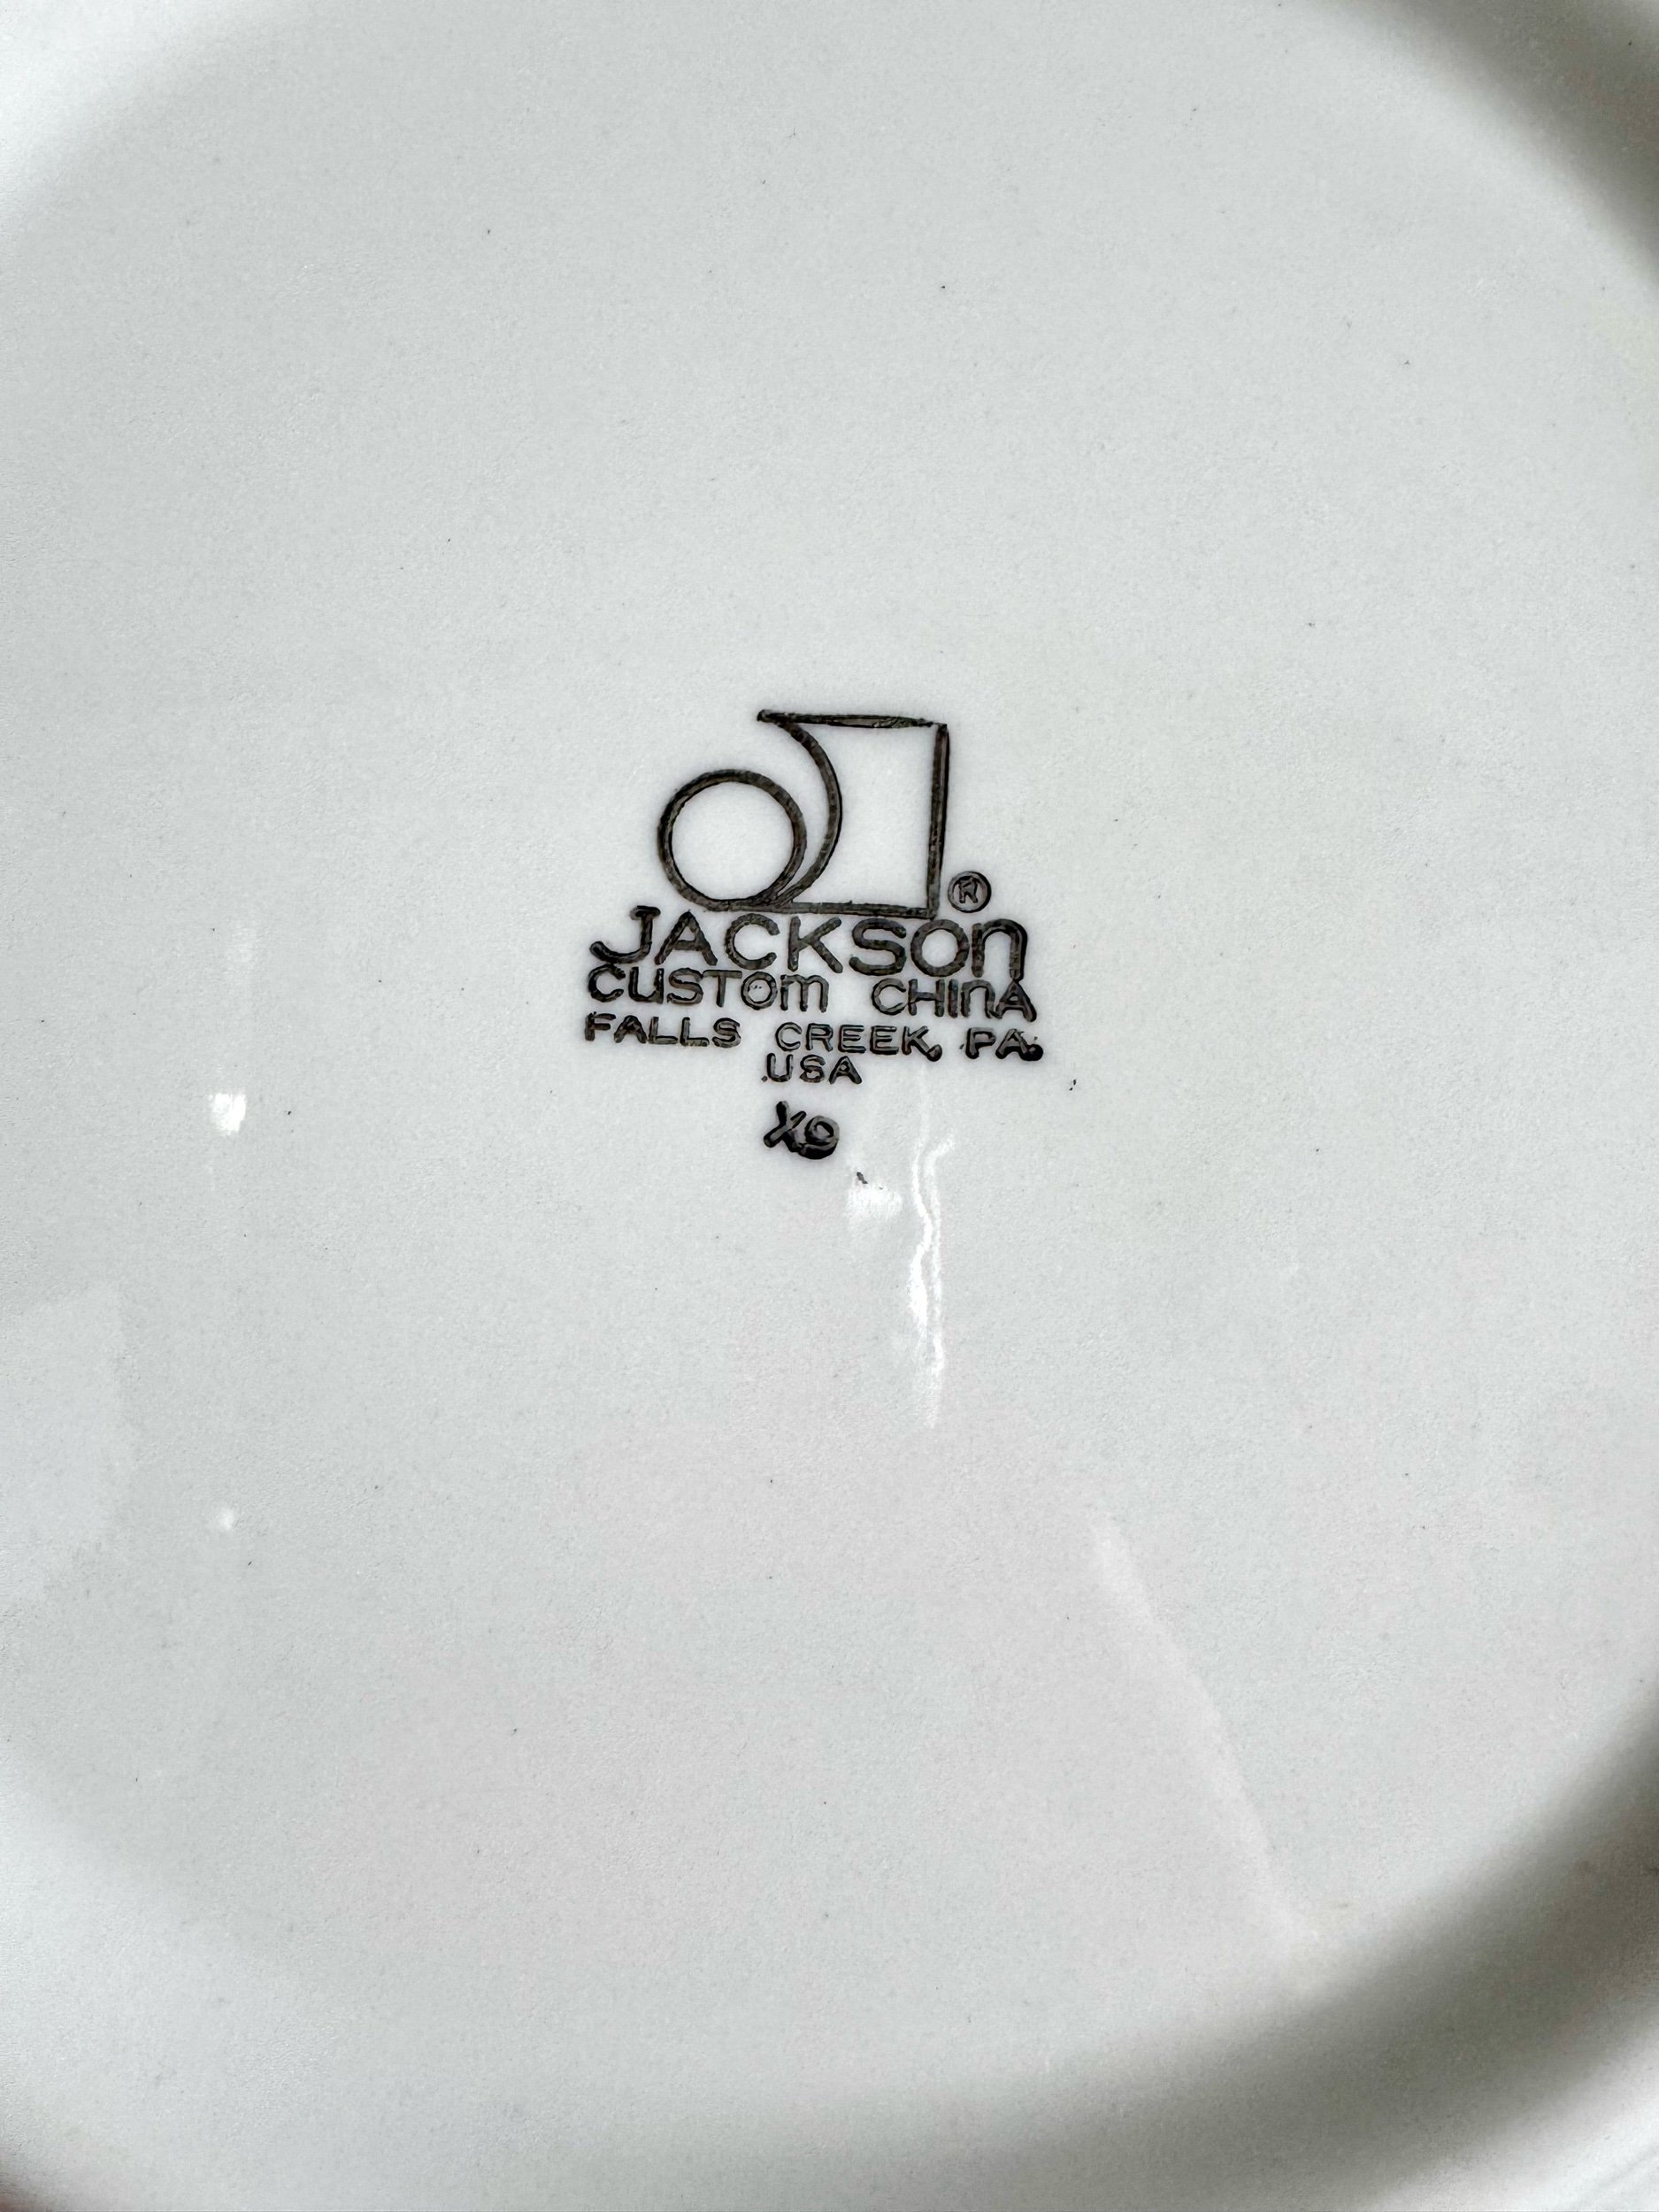 ®
JACKSON
CUSTOM CHINA
FALLS CREEK, PA.
USA